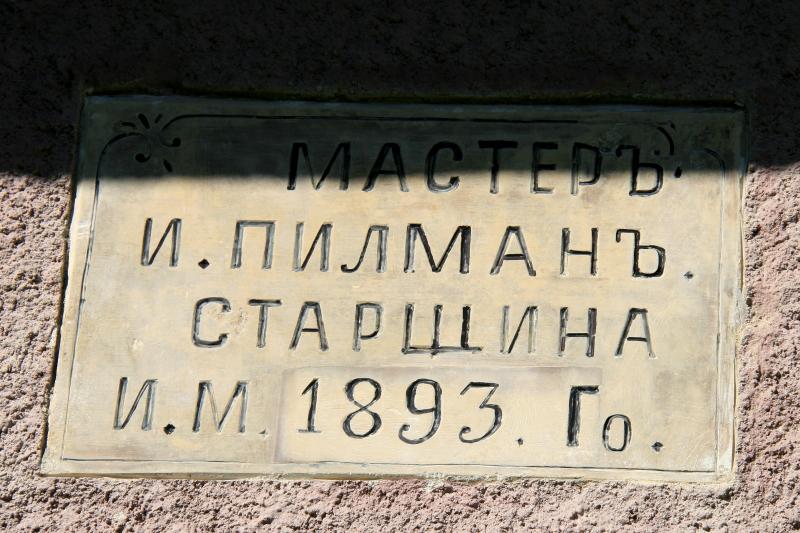 МАСТЕРЪ.
И. ПИЛМАНЪ.
СТАРЩИНА
И. М. 1893. Го.